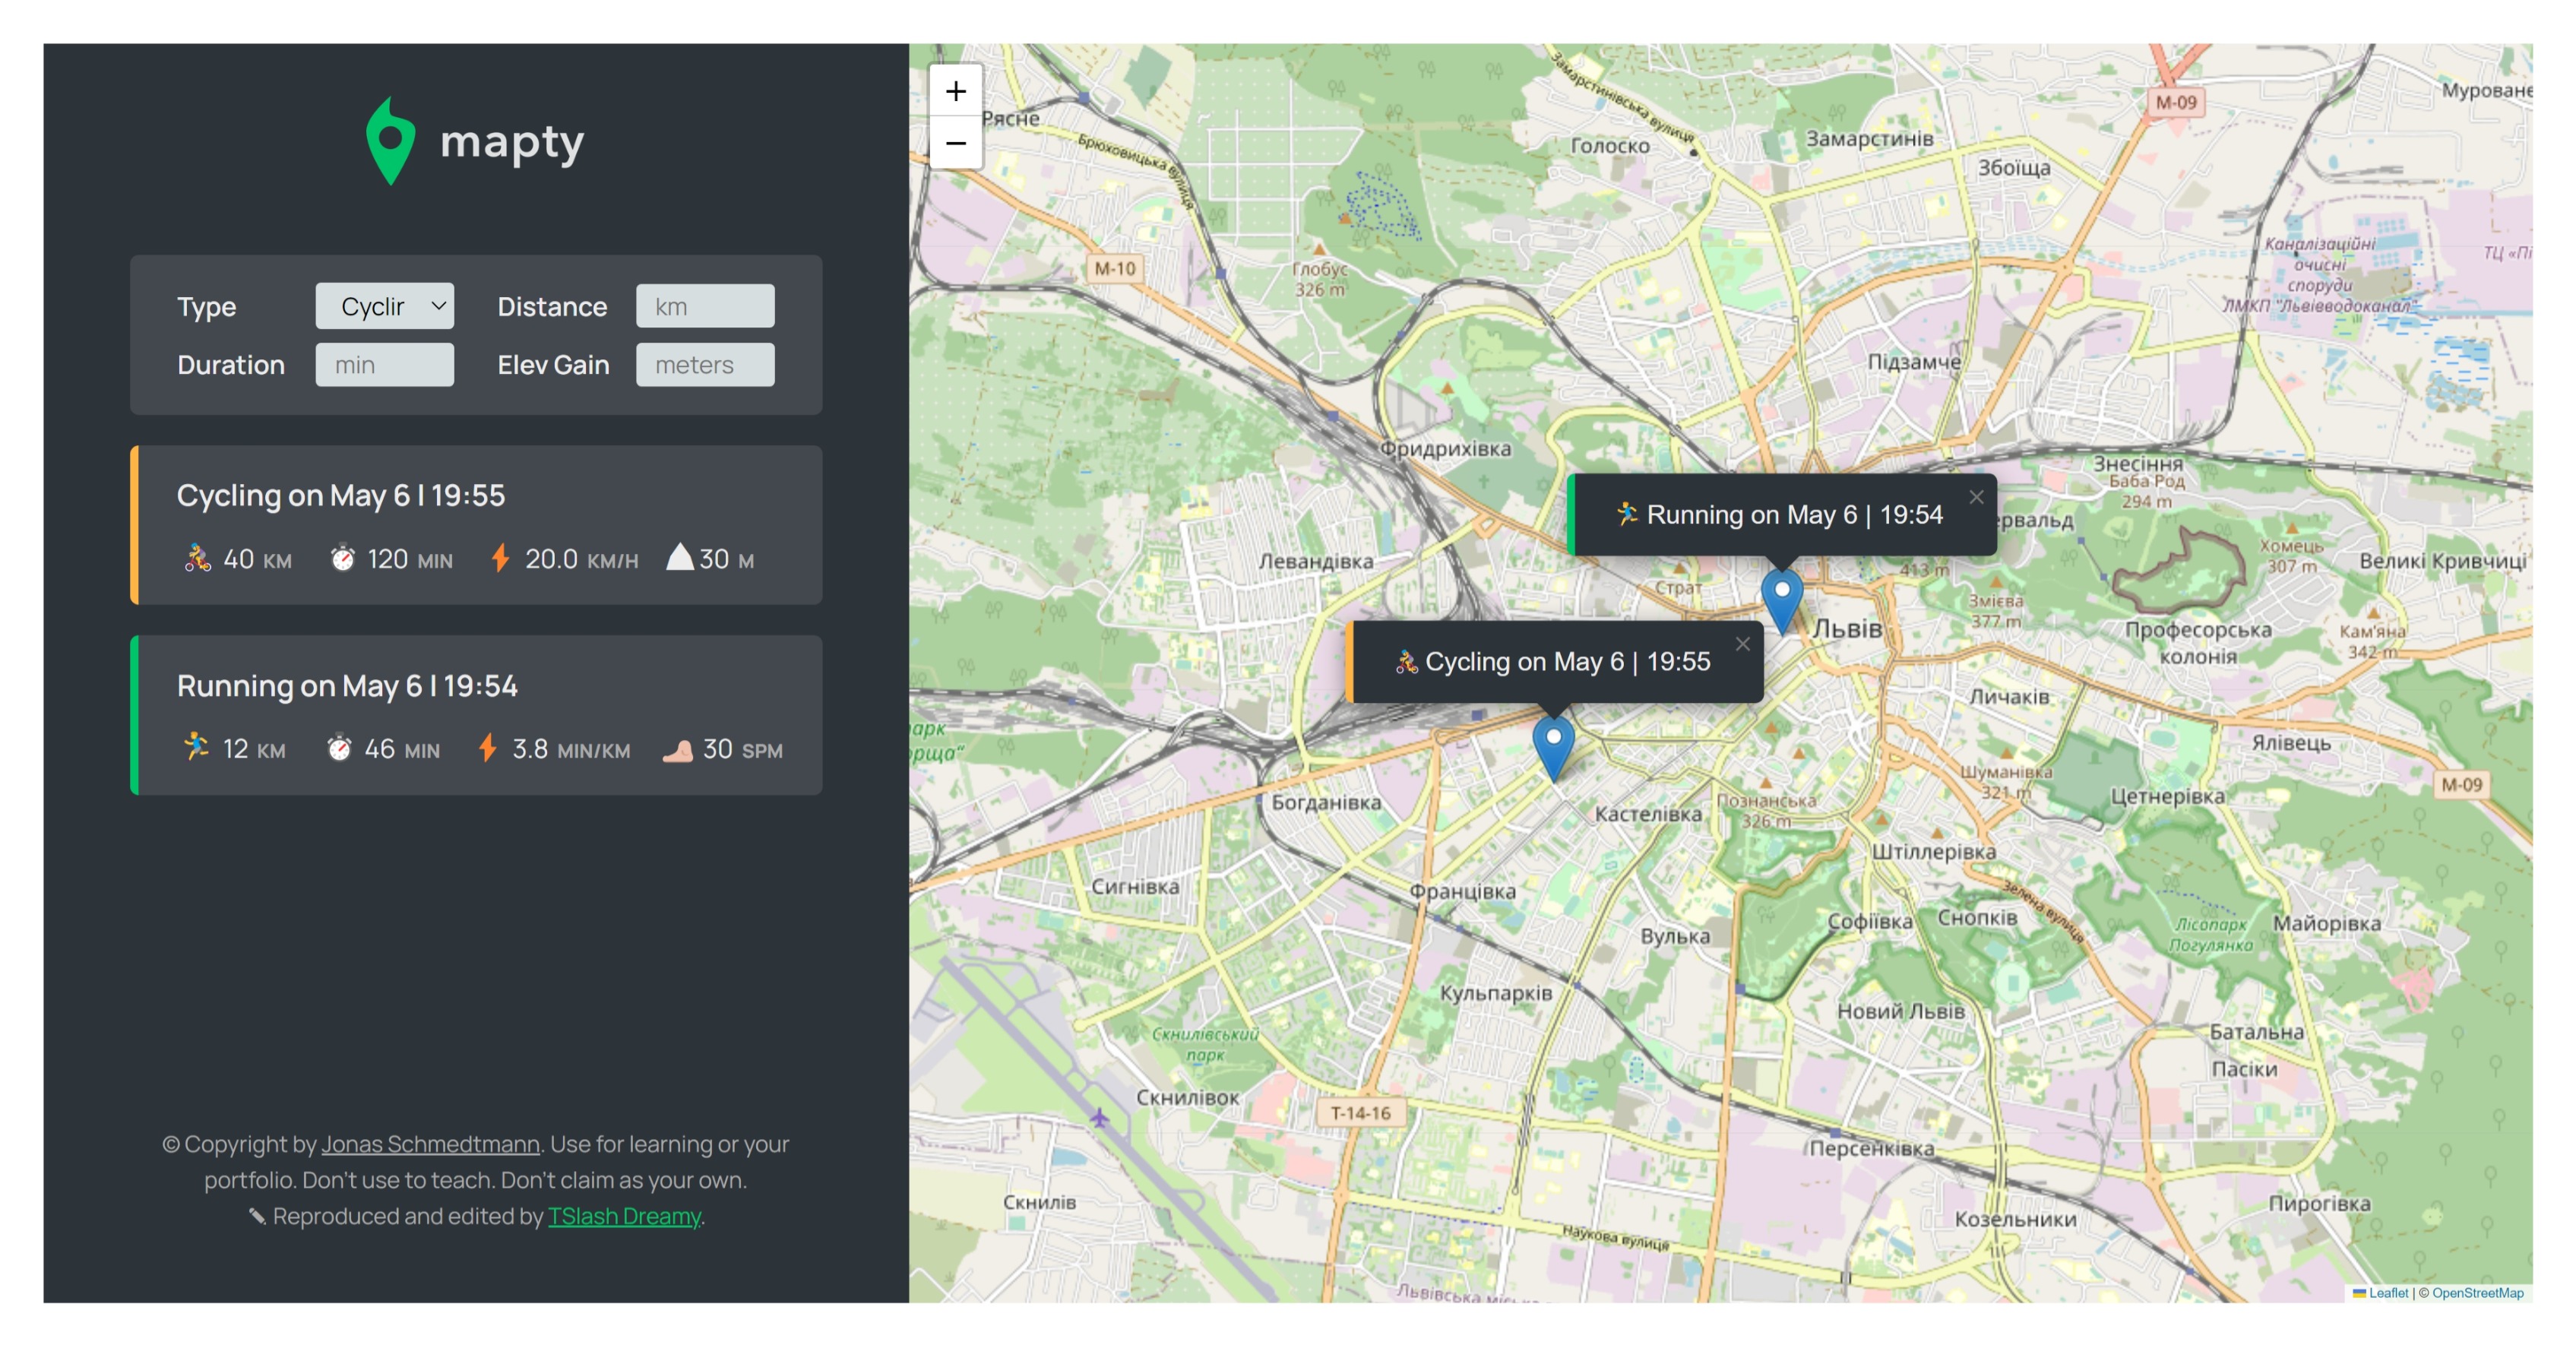 mapty
Type Cyclir Distance km
Duration min Elev Gain meters
Cycling on May 6 | 19:55
40 KM 120 MIN 20.0 KM/H 30 M
Running on May 6 | 19:54
12 KM 46 MIN 3.8 MIN/KM 30 SPM
© Copyright by Jonas Schmedtmann. Use for learning or your
portfolio. Don't use to teach. Don't claim as your own.
Reproduced and edited by TSlash Dreamy.
+
−
Рясне
Брюховицька вулиця
Замарстинівська вулиця
М-09
Муроване
Голоско
Замарстинів
Збоїща
М-10
Глобус
326 m
Каналізаційні
очисні
споруди
ЛМКП "Львівводоканал"
ТЦ «Пі
Підзамче
Фридрихівка
Знесіння
Баба Род
294 m
Running on May 6 | 19:54
×
ервальд
Левандівка
Страт
413 m
Хомець
307 m
Великі Кривчиці
Змієва
377 m
Львів
Професорська
колонія
Кам'яна
342 m
Cycling on May 6 | 19:55
×
Личаків
арк
орща"
Ялівець
Шуманівка
321 m
М-09
Богданівка
Кастелівка
Познанська
326 m
Цетнерівка
Штіллерівка
Сигнівка
Францівка
Зелена вулиця
Софіївка
Снопків
Лісопарк
Погулянка
Майорівка
Вулька
Кульпарків
Новий Львів
Батальна
Скнилівський
парк
Пасіки
Скнилівок
Т-14-16
Персенківка
Скнилів
Козельники
Пирогівка
Наукова вулиця
Leaflet | © OpenStreetMap